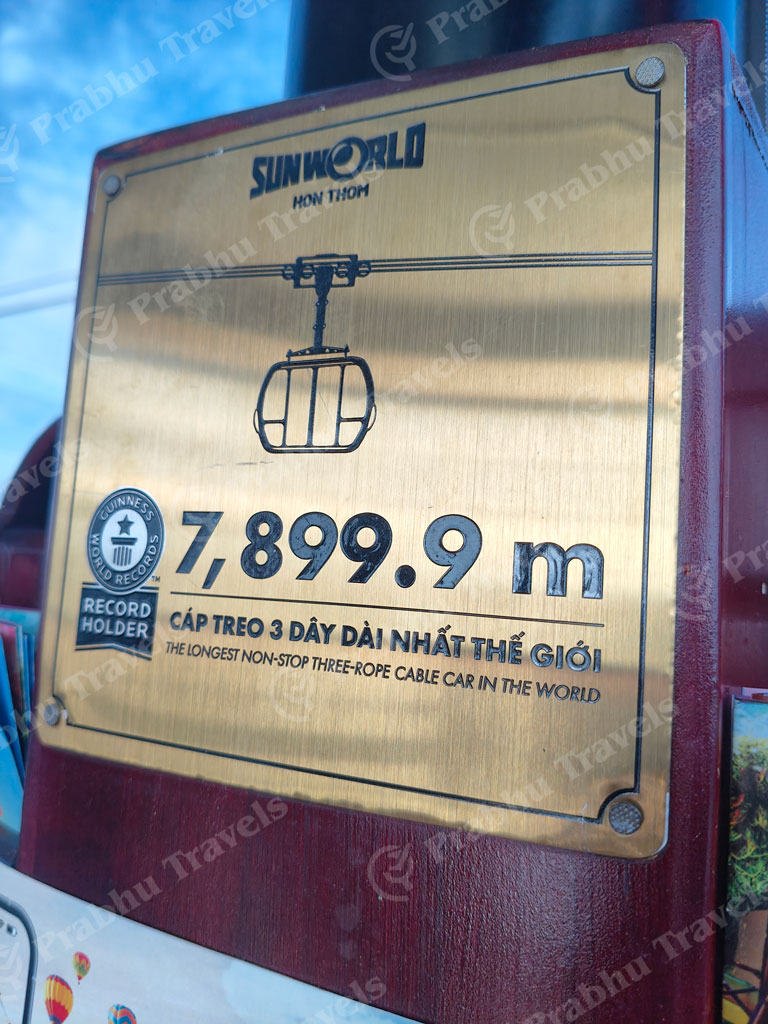 SUNWORLD
HON THOM
GUINNESS
WORLD RECORDS
™
RECORD
HOLDER
7,899.9 m
CÁP TREO 3 DÂY DÀI NHẤT THẾ GIỚI
THE LONGEST NON-STOP THREE-ROPE CABLE CAR IN THE WORLD
Prabhu Travels